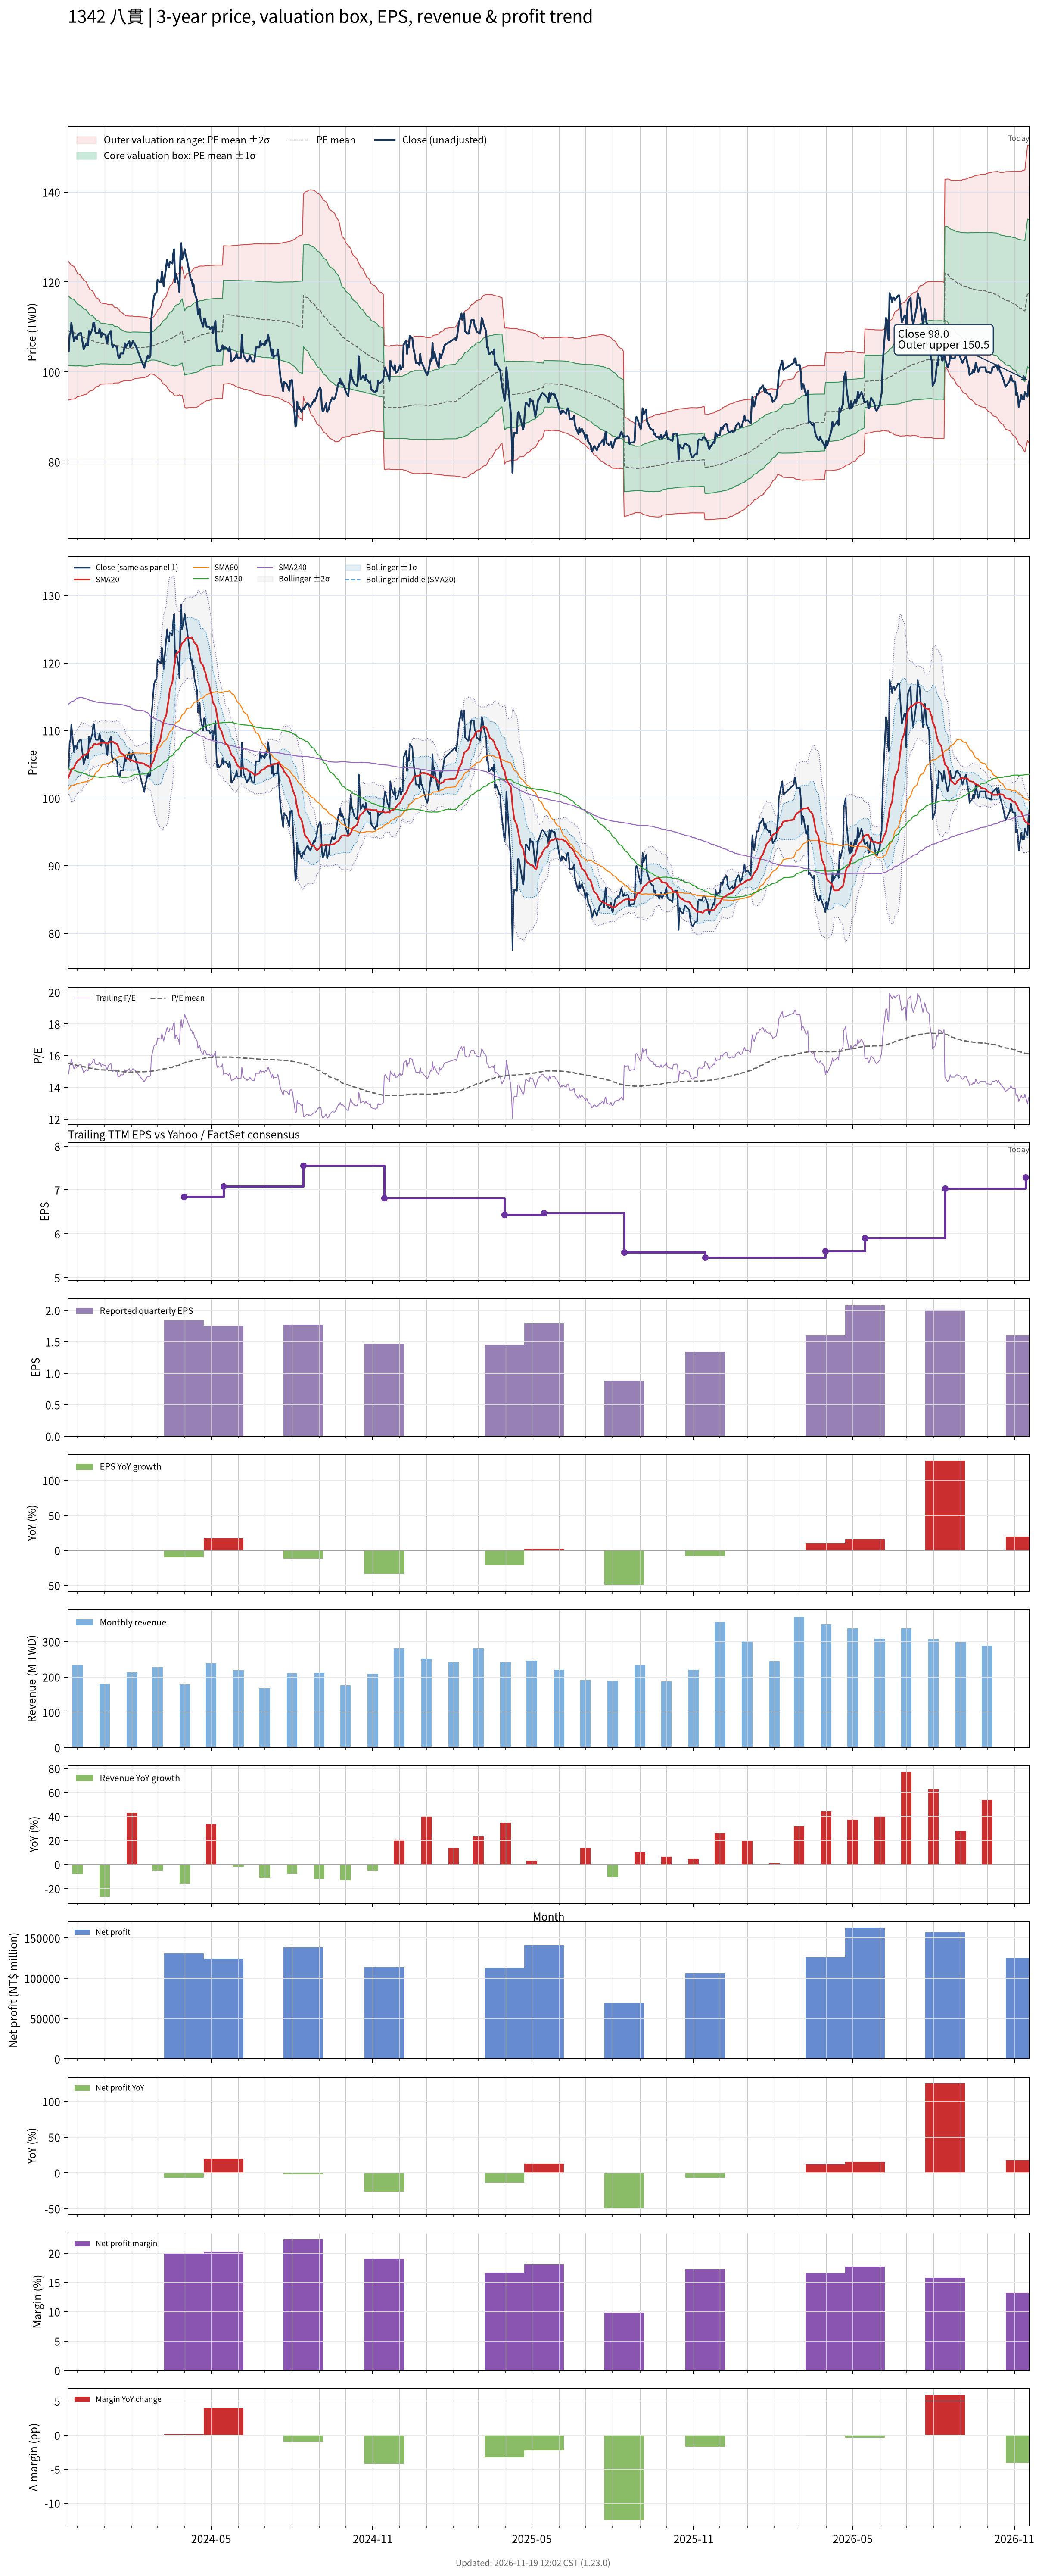 1342 八貫 | 3-year price, valuation box, EPS, revenue & profit trend
Outer valuation range: PE mean ±2σ
Core valuation box: PE mean ±1σ
PE mean
Close (unadjusted)
Today
Price (TWD)
140
120
100
80
Close 98.0
Outer upper 150.5
Close (same as panel 1)
SMA20
SMA60
SMA120
SMA240
Bollinger ±2σ
Bollinger ±1σ
Bollinger middle (SMA20)
Price
130
120
110
100
90
80
Trailing P/E
P/E mean
P/E
20
18
16
14
12
Trailing TTM EPS vs Yahoo / FactSet consensus
Today
EPS
8
7
6
5
Reported quarterly EPS
EPS
2.0
1.5
1.0
0.5
0.0
EPS YoY growth
YoY (%)
100
50
0
-50
Monthly revenue
Revenue (M TWD)
300
200
100
0
Revenue YoY growth
YoY (%)
80
60
40
20
0
-20
Month
Net profit
Net profit (NT$ million)
150000
100000
50000
0
Net profit YoY
YoY (%)
100
50
0
-50
Net profit margin
Margin (%)
20
15
10
5
0
Margin YoY change
Δ margin (pp)
5
0
-5
-10
2024-05
2024-11
2025-05
2025-11
2026-05
2026-11
Updated: 2026-11-19 12:02 CST (1.23.0)